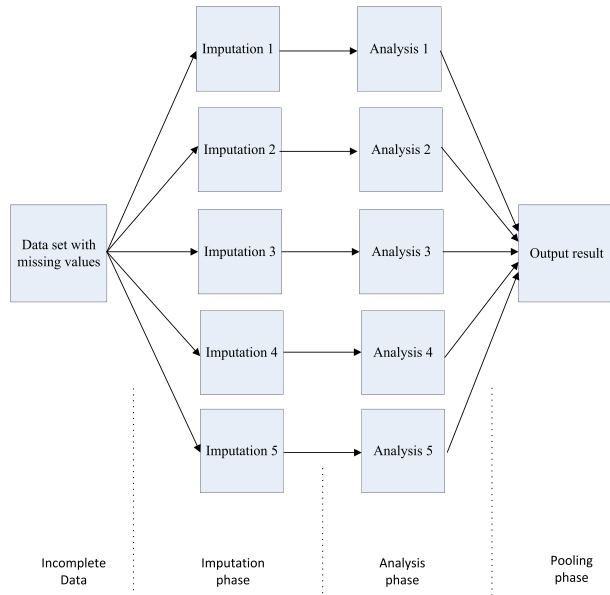 Imputation 1
Analysis 1
Imputation 2
Analysis 2
Data set with
missing values
Imputation 3
Analysis 3
Output result
Imputation 4
Analysis 4
Imputation 5
Analysis 5
Incomplete
Data
Imputation
phase
Analysis
phase
Pooling
phase